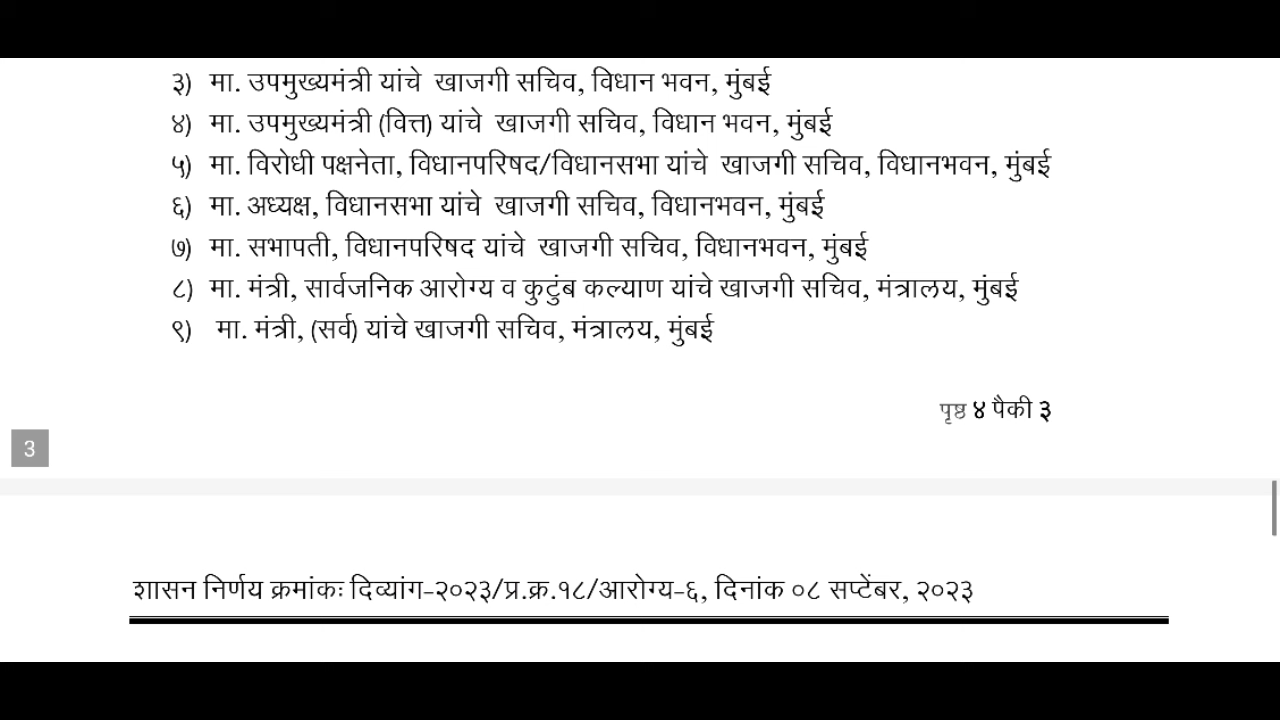 ३) मा. उपमुख्यमंत्री यांचे खाजगी सचिव, विधान भवन, मुंबई
४) मा. उपमुख्यमंत्री (वित्त) यांचे खाजगी सचिव, विधान भवन, मुंबई
५) मा. विरोधी पक्षनेता, विधानपरिषद/विधानसभा यांचे खाजगी सचिव, विधानभवन, मुंबई
६) मा. अध्यक्ष, विधानसभा यांचे खाजगी सचिव, विधानभवन, मुंबई
७) मा. सभापती, विधानपरिषद यांचे खाजगी सचिव, विधानभवन, मुंबई
८) मा. मंत्री, सार्वजनिक आरोग्य व कुटुंब कल्याण यांचे खाजगी सचिव, मंत्रालय, मुंबई
९) मा. मंत्री, (सर्व) यांचे खाजगी सचिव, मंत्रालय, मुंबई
पृष्ठ ४ पैकी ३
3
शासन निर्णय क्रमांकः दिव्यांग-२०२३/प्र.क्र.१८/आरोग्य-६, दिनांक ०८ सप्टेंबर, २०२३